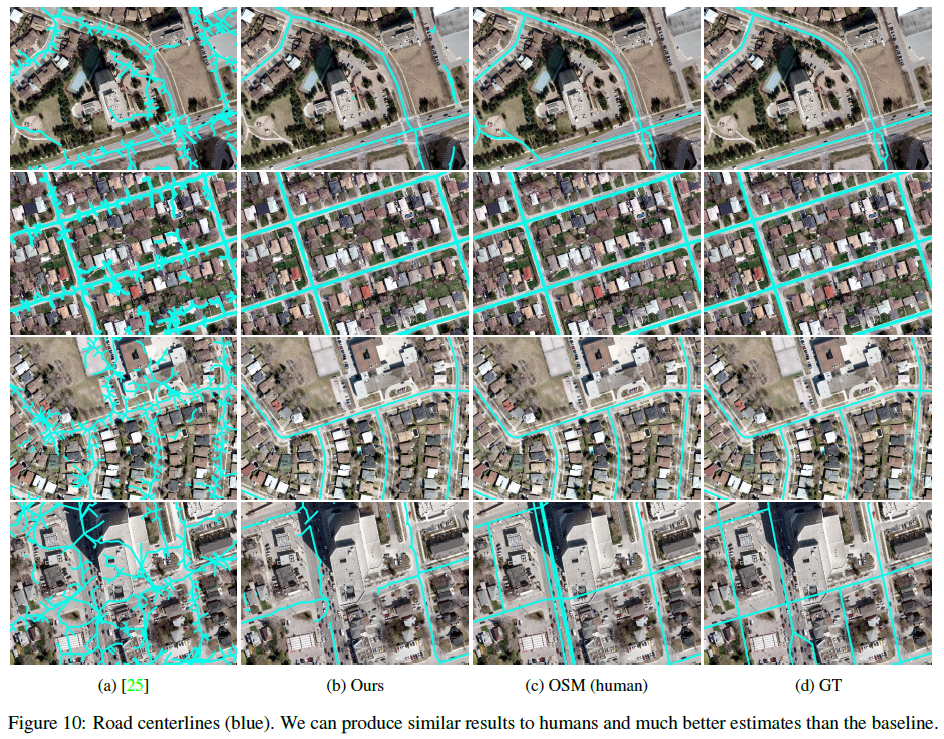 (a) [25]
(b) Ours
(c) OSM (human)
(d) GT
Figure 10: Road centerlines (blue). We can produce similar results to humans and much better estimates than the baseline.